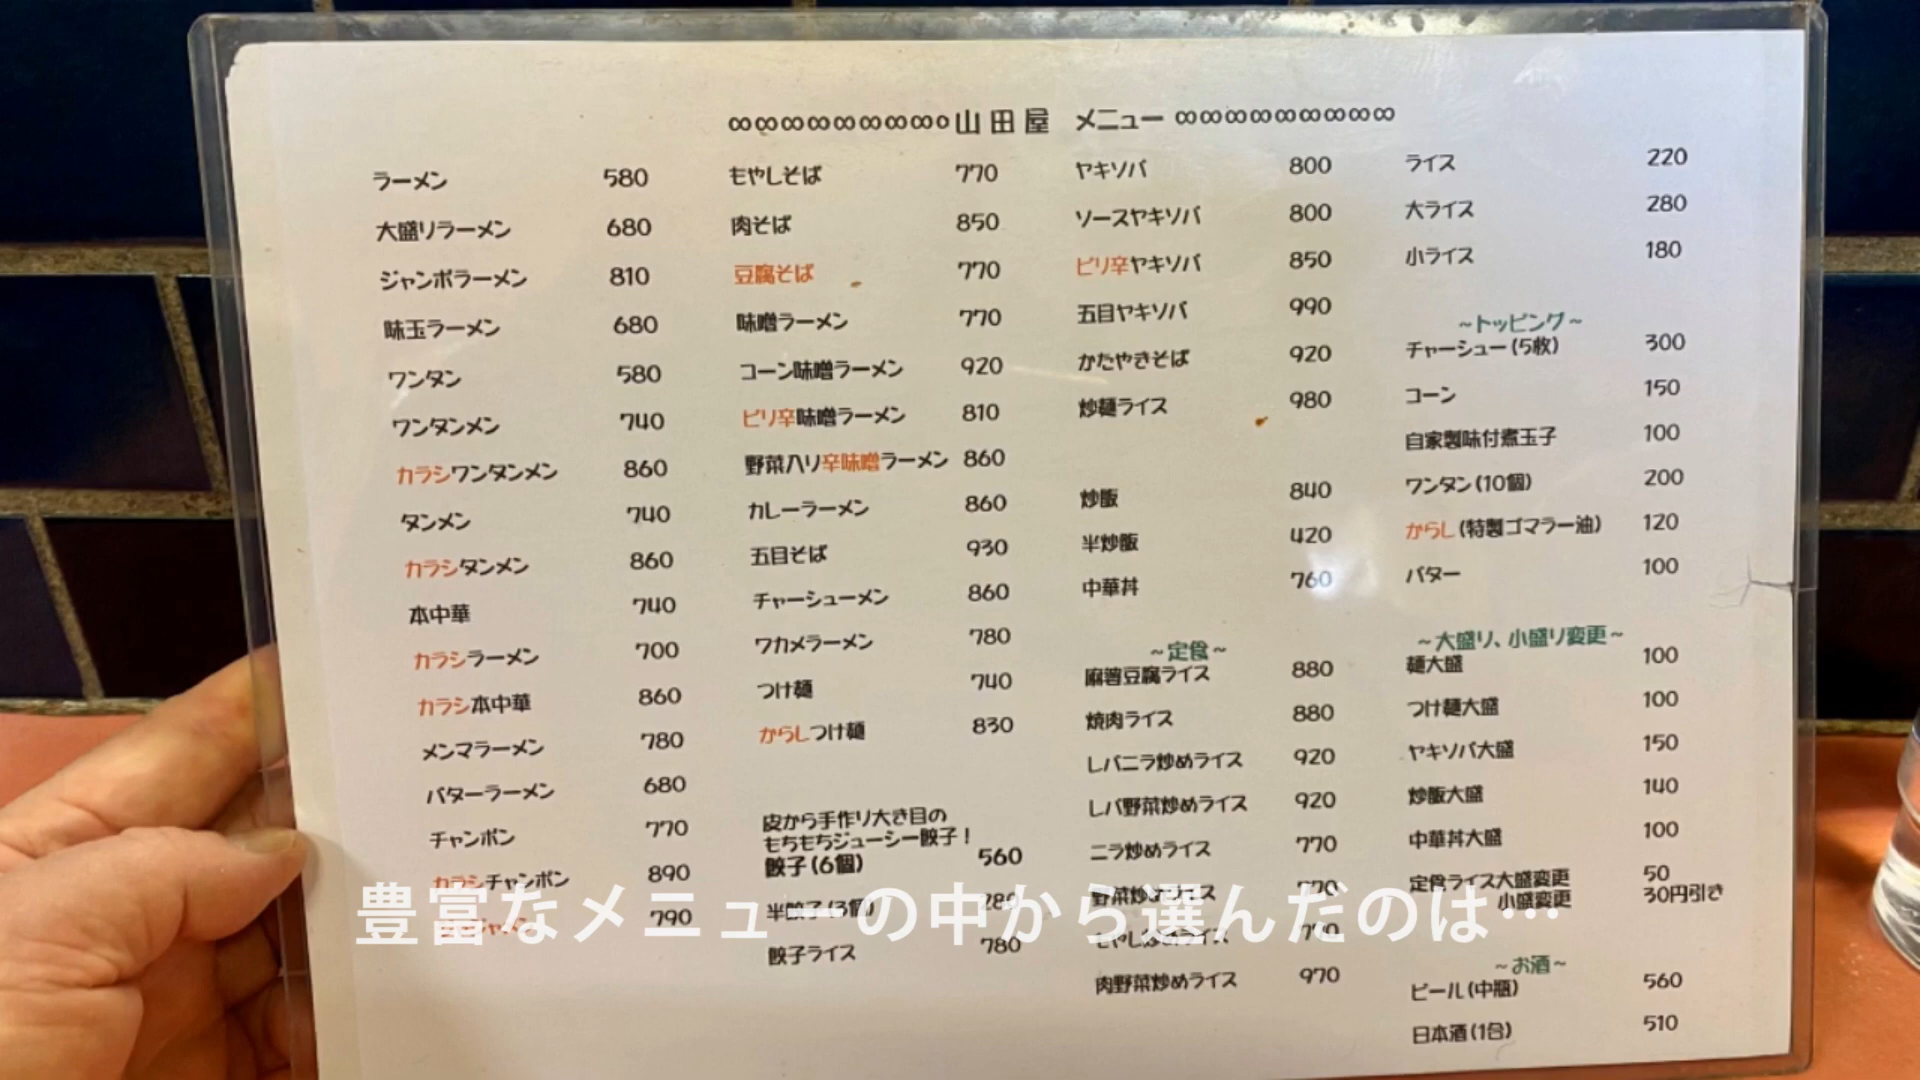 ∞∞∞∞∞∞∞∞∞山田屋 メニュー ∞∞∞∞∞∞∞∞∞
ラーメン 580
大盛りラーメン 680
ジャンボラーメン 810
味玉ラーメン 680
ワンタン 580
ワンタンメン 740
カラシワンタンメン 860
タンメン 740
カラシタンメン 860
本中華 740
カラシラーメン 700
カラシ本中華 860
メンマラーメン 780
バターラーメン 680
チャンポン 770
カラシチャンポン 890
790
もやしそば 770
肉そば 850
豆腐そば 770
味噌ラーメン 770
コーン味噌ラーメン 920
ピリ辛味噌ラーメン 810
野菜入り辛味噌ラーメン 860
カレーラーメン 860
五目そば 930
チャーシューメン 860
ワカメラーメン 780
つけ麺 740
からしつけ麺 830
皮から手作り大き目の
もちもちジューシー餃子！
餃子(6個) 560
半餃子(3個) 280
餃子ライス 780
ヤキソバ 800
ソースヤキソバ 800
ピリ辛ヤキソバ 850
五目ヤキソバ 990
かたやきそば 920
炒麺ライス 980
炒飯 840
半炒飯 420
中華丼 760
~定食~
麻婆豆腐ライス 880
焼肉ライス 880
レバニラ炒めライス 920
レバ野菜炒めライス 920
ニラ炒めライス 770
野菜炒めライス 770
もやし炒めライス
肉野菜炒めライス 970
ライス 220
大ライス 280
小ライス 180
~トッピング~
チャーシュー(5枚) 300
コーン 150
自家製味付煮玉子 100
ワンタン(10個) 200
からし(特製ゴマラー油) 120
バター 100
~大盛り、小盛り変更~
麺大盛 100
つけ麺大盛 100
ヤキソバ大盛 150
炒飯大盛 140
中華丼大盛 100
定食ライス大盛変更 50
小盛変更 30円引き
~お酒~
ビール(中瓶) 560
日本酒(1合) 510
豊富なメニューの中から選んだのは…